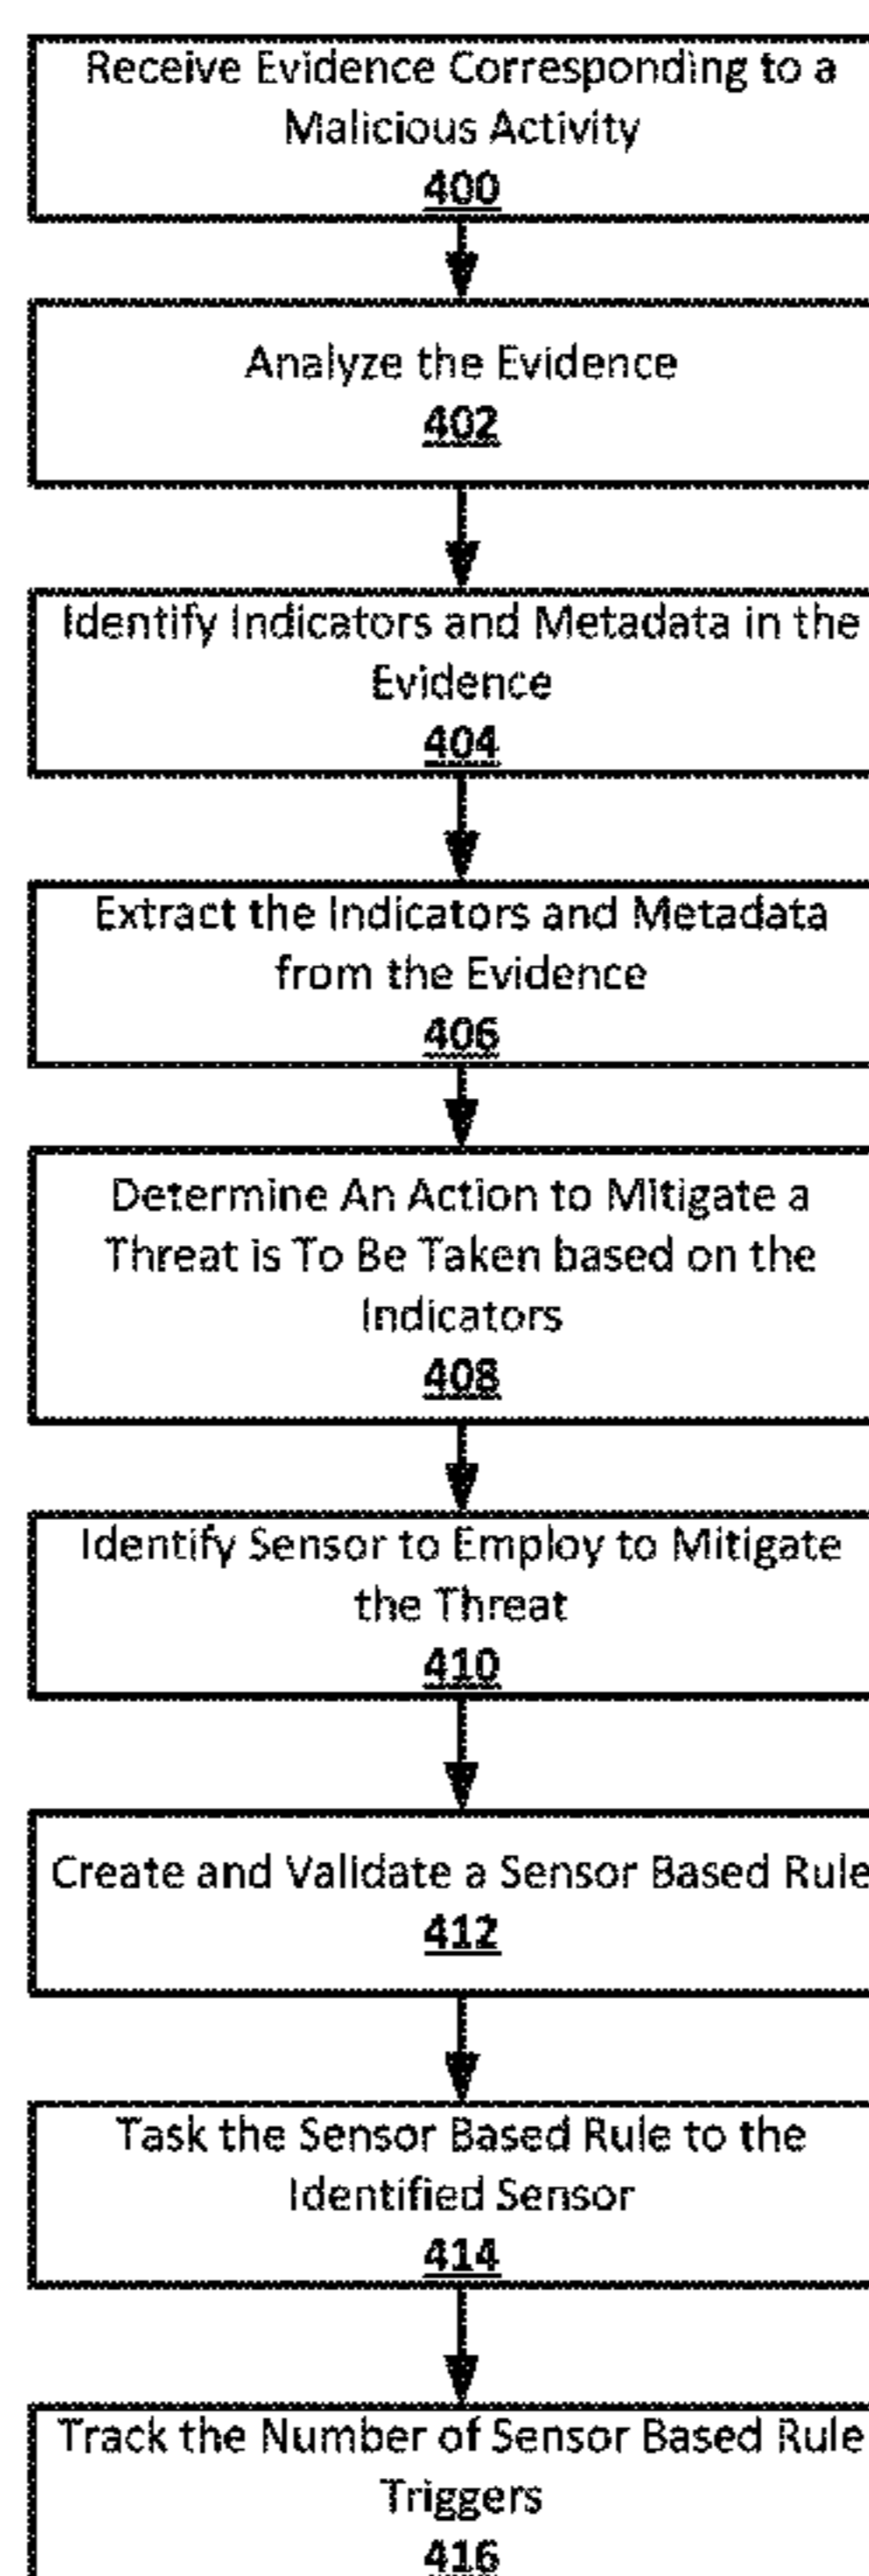 Receive Evidence Corresponding to a
Malicious Activity
400
Analyze the Evidence
402
Identify Indicators and Metadata in the
Evidence
404
Extract the Indicators and Metadata
from the Evidence
406
Determine An Action to Mitigate a
Threat is To Be Taken based on the
Indicators
408
Identify Sensor to Employ to Mitigate
the Threat
410
Create and Validate a Sensor Based Rule
412
Task the Sensor Based Rule to the
Identified Sensor
414
Track the Number of Sensor Based Rule
Triggers
416